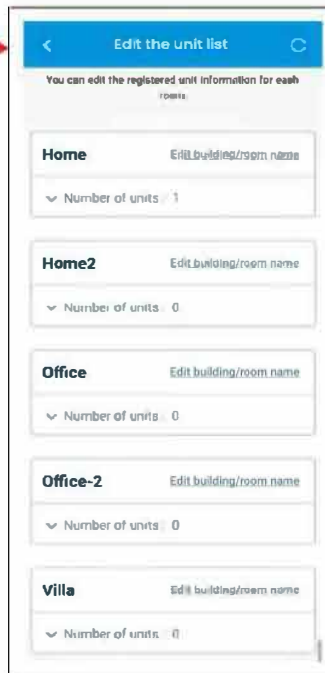 Edit the unit list
You can edit the registered unit information for each
rooms
Home Edit building/room name
Number of units : 1
Home2 Edit building/room name
Number of units : 0
Office Edit building/room name
Number of units : 0
Office-2 Edit building/room name
Number of units : 0
Villa Edit building/room name
Number of units : 0